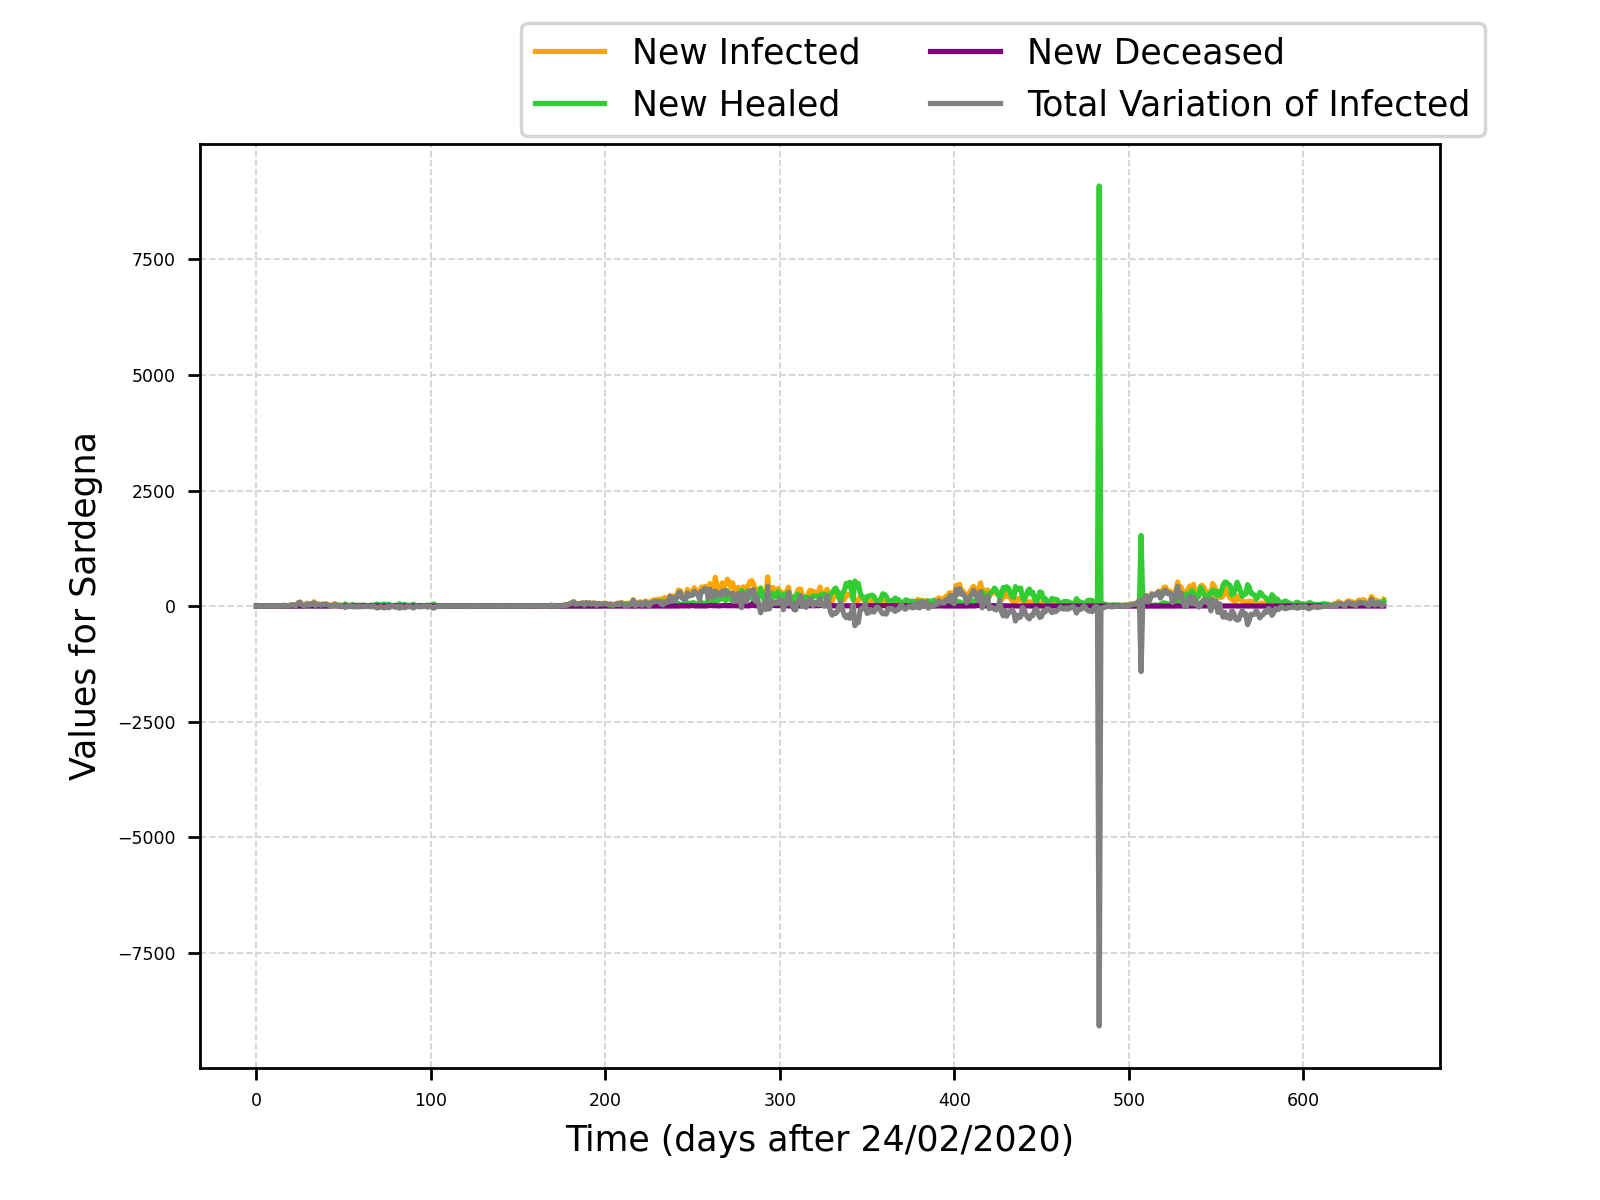 New Infected
New Healed
New Deceased
Total Variation of Infected
Values for Sardegna
7500
5000
2500
0
−2500
−5000
−7500
0 100 200 300 400 500 600
Time (days after 24/02/2020)